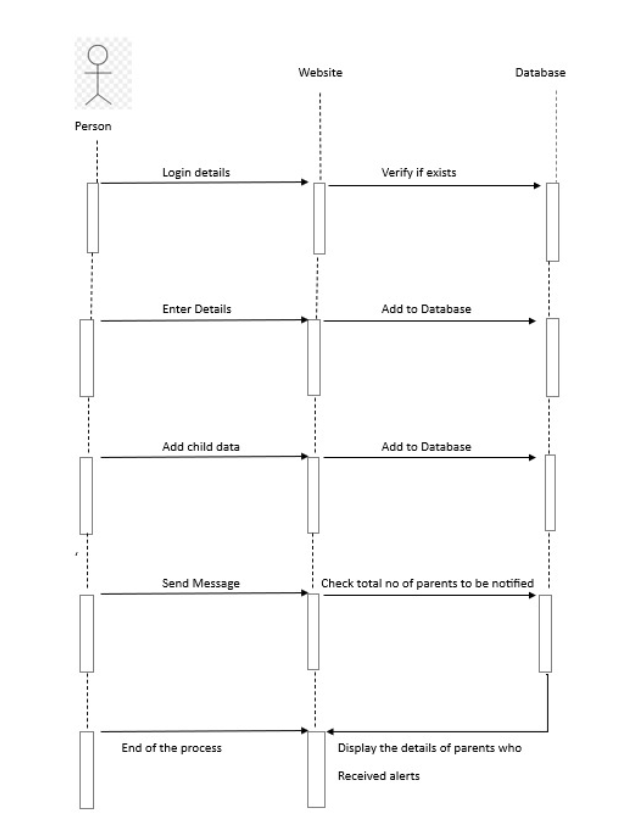 Website
Database
Person
Login details
Verify if exists
Enter Details
Add to Database
Add child data
Add to Database
Send Message
Check total no of parents to be notified
End of the process
Display the details of parents who
Received alerts